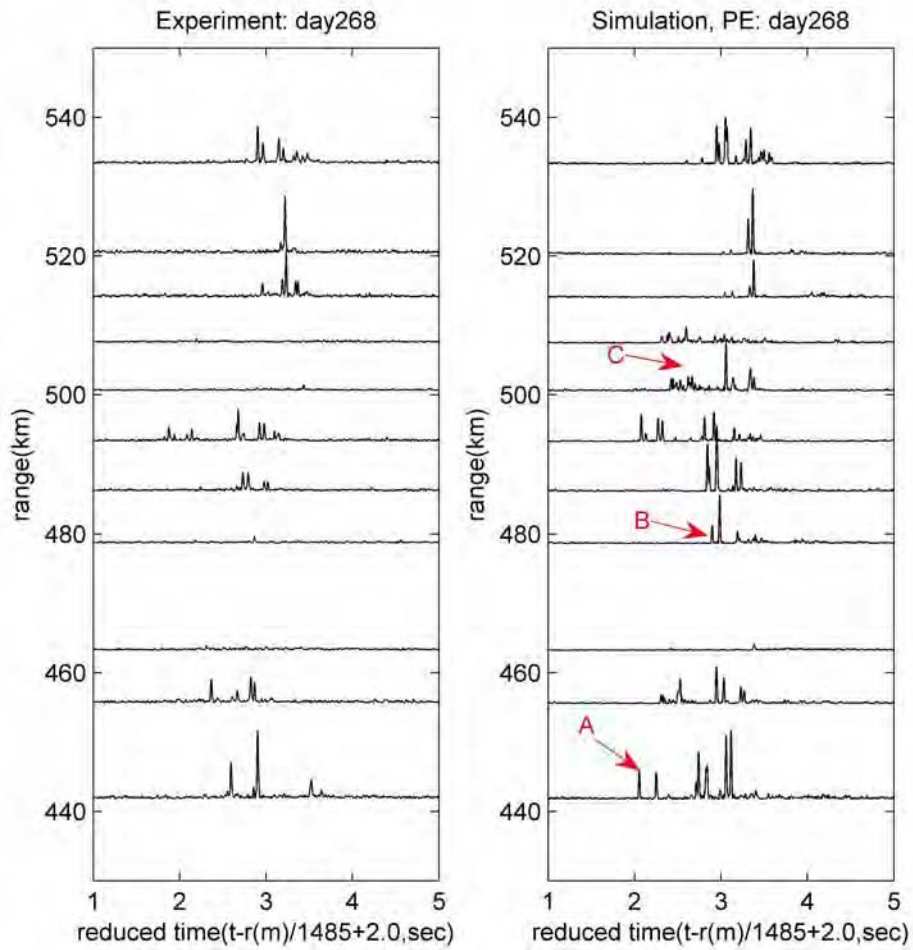 Experiment: day268
range(km)
540
520
500
480
460
440
1 2 3 4 5
reduced time(t-r(m)/1485+2.0,sec)
Simulation, PE: day268
range(km)
540
520
500
480
460
440
C
B
A
1 2 3 4 5
reduced time(t-r(m)/1485+2.0,sec)